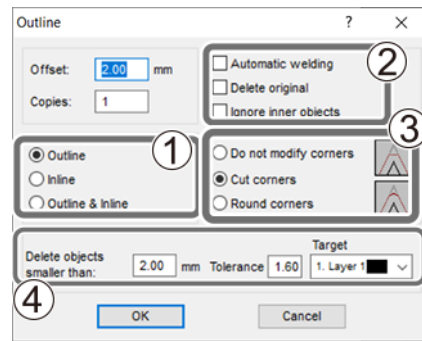 Outline ? ×
Offset: 2.00 mm
Copies: 1
Automatic welding
Delete original
Ignore inner objects
2
1
Outline
Inline
Outline & Inline
3
Do not modify corners
Cut corners
Round corners
Target
Delete objects
smaller than: 2.00 mm Tolerance 1.60 1. Layer 1
4
OK Cancel